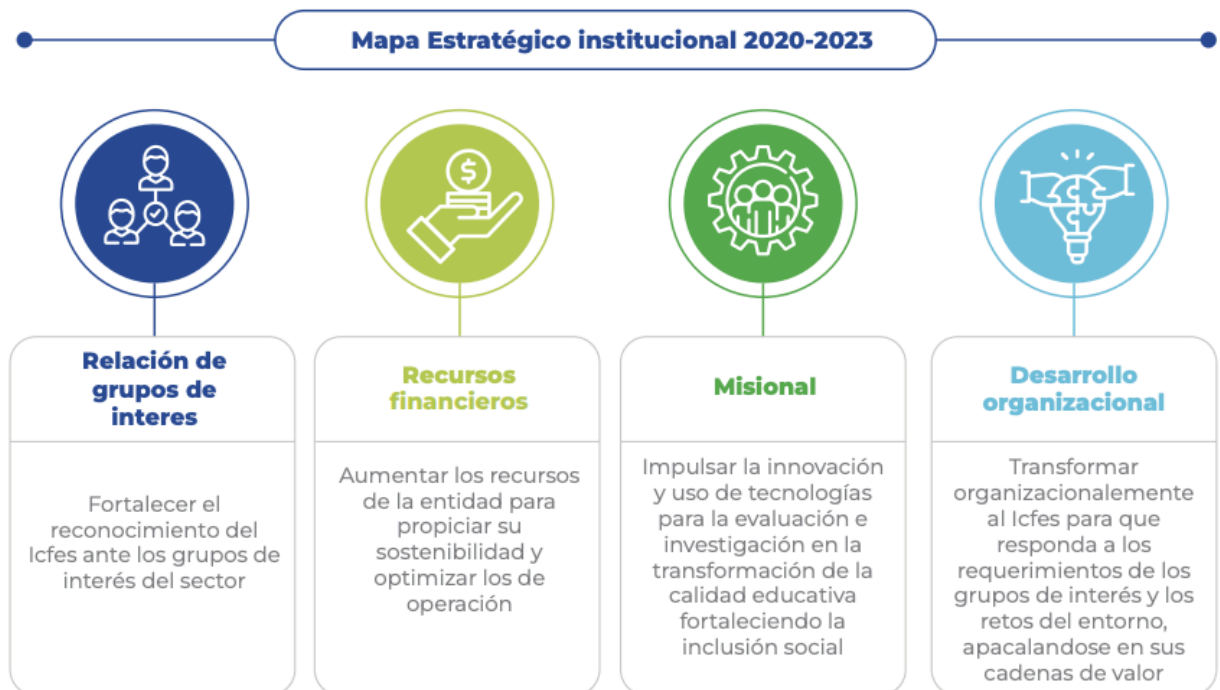 Mapa Estratégico institucional 2020-2023
Relación de
grupos de
interes
Fortalecer el
reconocimiento del
Icfes ante los grupos de
interés del sector
Recursos
financieros
Aumentar los recursos
de la entidad para
propiciar su
sostenibilidad y
optimizar los de
operación
Misional
Impulsar la innovación
y uso de tecnologías
para la evaluación e
investigación en la
transformación de la
calidad educativa
fortaleciendo la
inclusión social
Desarrollo
organizacional
Transformar
organizacionalemente
al Icfes para que
responda a los
requerimientos de los
grupos de interés y los
retos del entorno,
apacalandose en sus
cadenas de valor